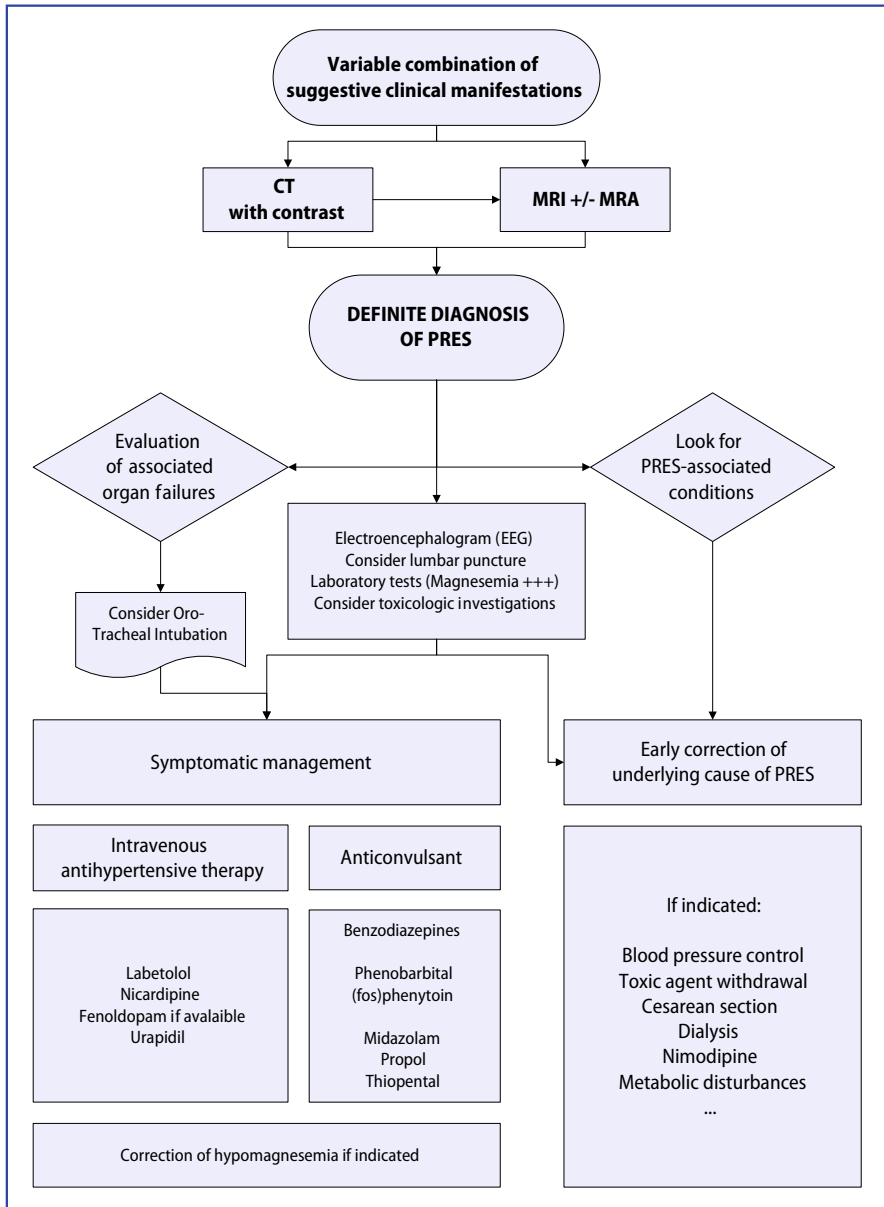 Variable combination of
suggestive clinical manifestations
CT
with contrast
MRI +/- MRA
DEFINITE DIAGNOSIS
OF PRES
Evaluation
of associated
organ failures
Look for
PRES-associated
conditions
Electroencephalogram (EEG)
Consider lumbar puncture
Laboratory tests (Magnesemia +++)
Consider toxicologic investigations
Consider Oro-
Tracheal Intubation
Symptomatic management
Early correction of
underlying cause of PRES
Intravenous
antihypertensive therapy
Anticonvulsant
Labetolol
Nicardipine
Fenoldopam if avalaible
Urapidil
Benzodiazepines
Phenobarbital
(fos)phenytoin
Midazolam
Propol
Thiopental
If indicated:
Blood pressure control
Toxic agent withdrawal
Cesarean section
Dialysis
Nimodipine
Metabolic disturbances
...
Correction of hypomagnesemia if indicated